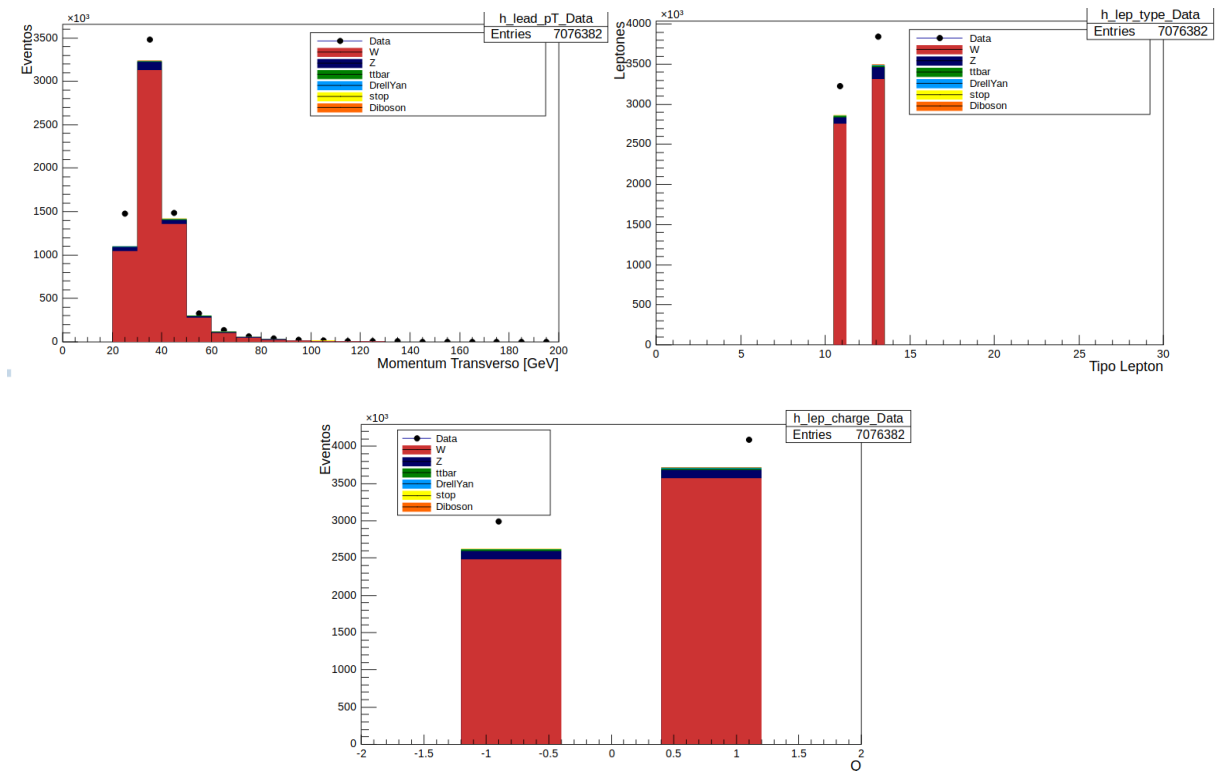 ×10³
h_lead_pT_Data
Entries 7076382
Eventos
Data
W
Z
ttbar
DrellYan
stop
Diboson
3500
3000
2500
2000
1500
1000
500
0
0 20 40 60 80 100 120 140 160 180 200
Momentum Transverso [GeV]
×10³
h_lep_type_Data
Entries 7076382
Leptones
Data
W
Z
ttbar
DrellYan
stop
Diboson
4000
3500
3000
2500
2000
1500
1000
500
0
0 5 10 15 20 25 30
Tipo Lepton
×10³
h_lep_charge_Data
Entries 7076382
Eventos
Data
W
Z
ttbar
DrellYan
stop
Diboson
4000
3500
3000
2500
2000
1500
1000
500
0
-2 -1.5 -1 -0.5 0 0.5 1 1.5 2